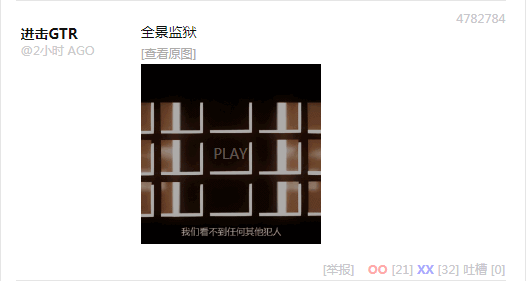 4782784
进击GTR
@2小时 AGO
全景监狱
[查看原图]
PLAY
我们看不到任何其他犯人
[举报] OO [21] XX [32] 吐槽 [0]